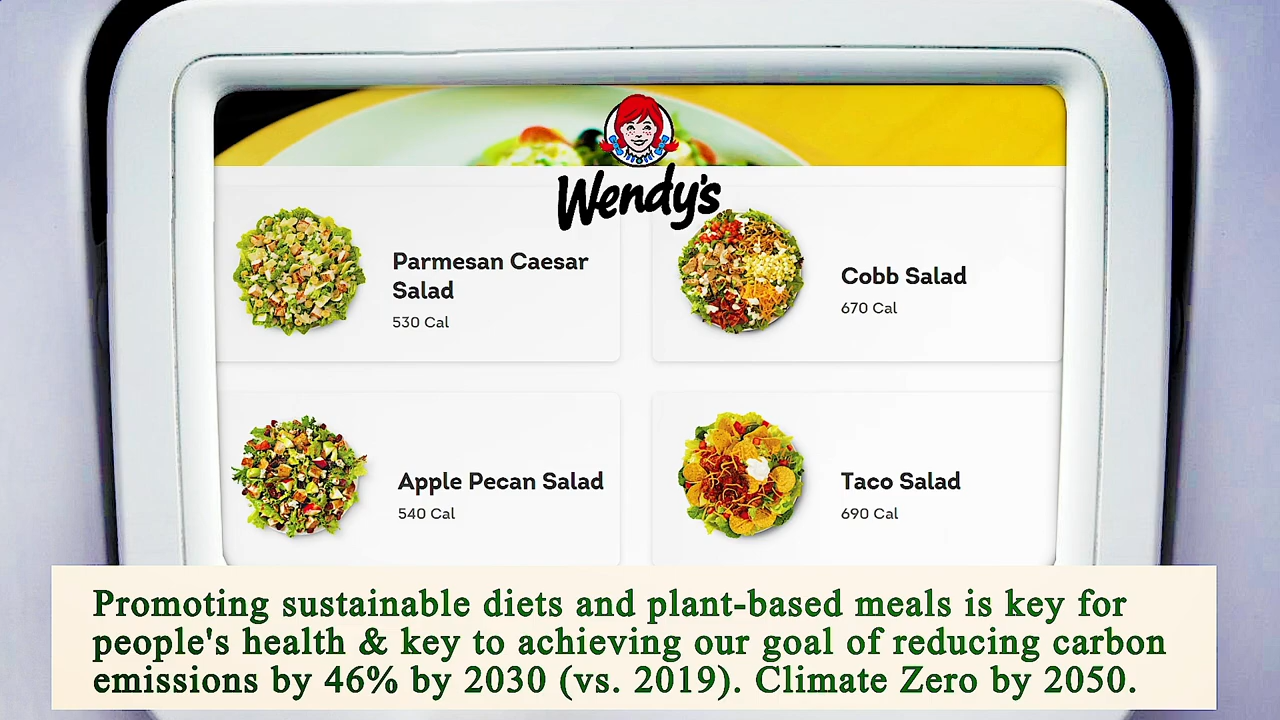 Wendy's
Parmesan Caesar
Salad
530 Cal
Cobb Salad
670 Cal
Apple Pecan Salad
540 Cal
Taco Salad
690 Cal
Promoting sustainable diets and plant-based meals is key for
people's health & key to achieving our goal of reducing carbon
emissions by 46% by 2030 (vs. 2019). Climate Zero by 2050.